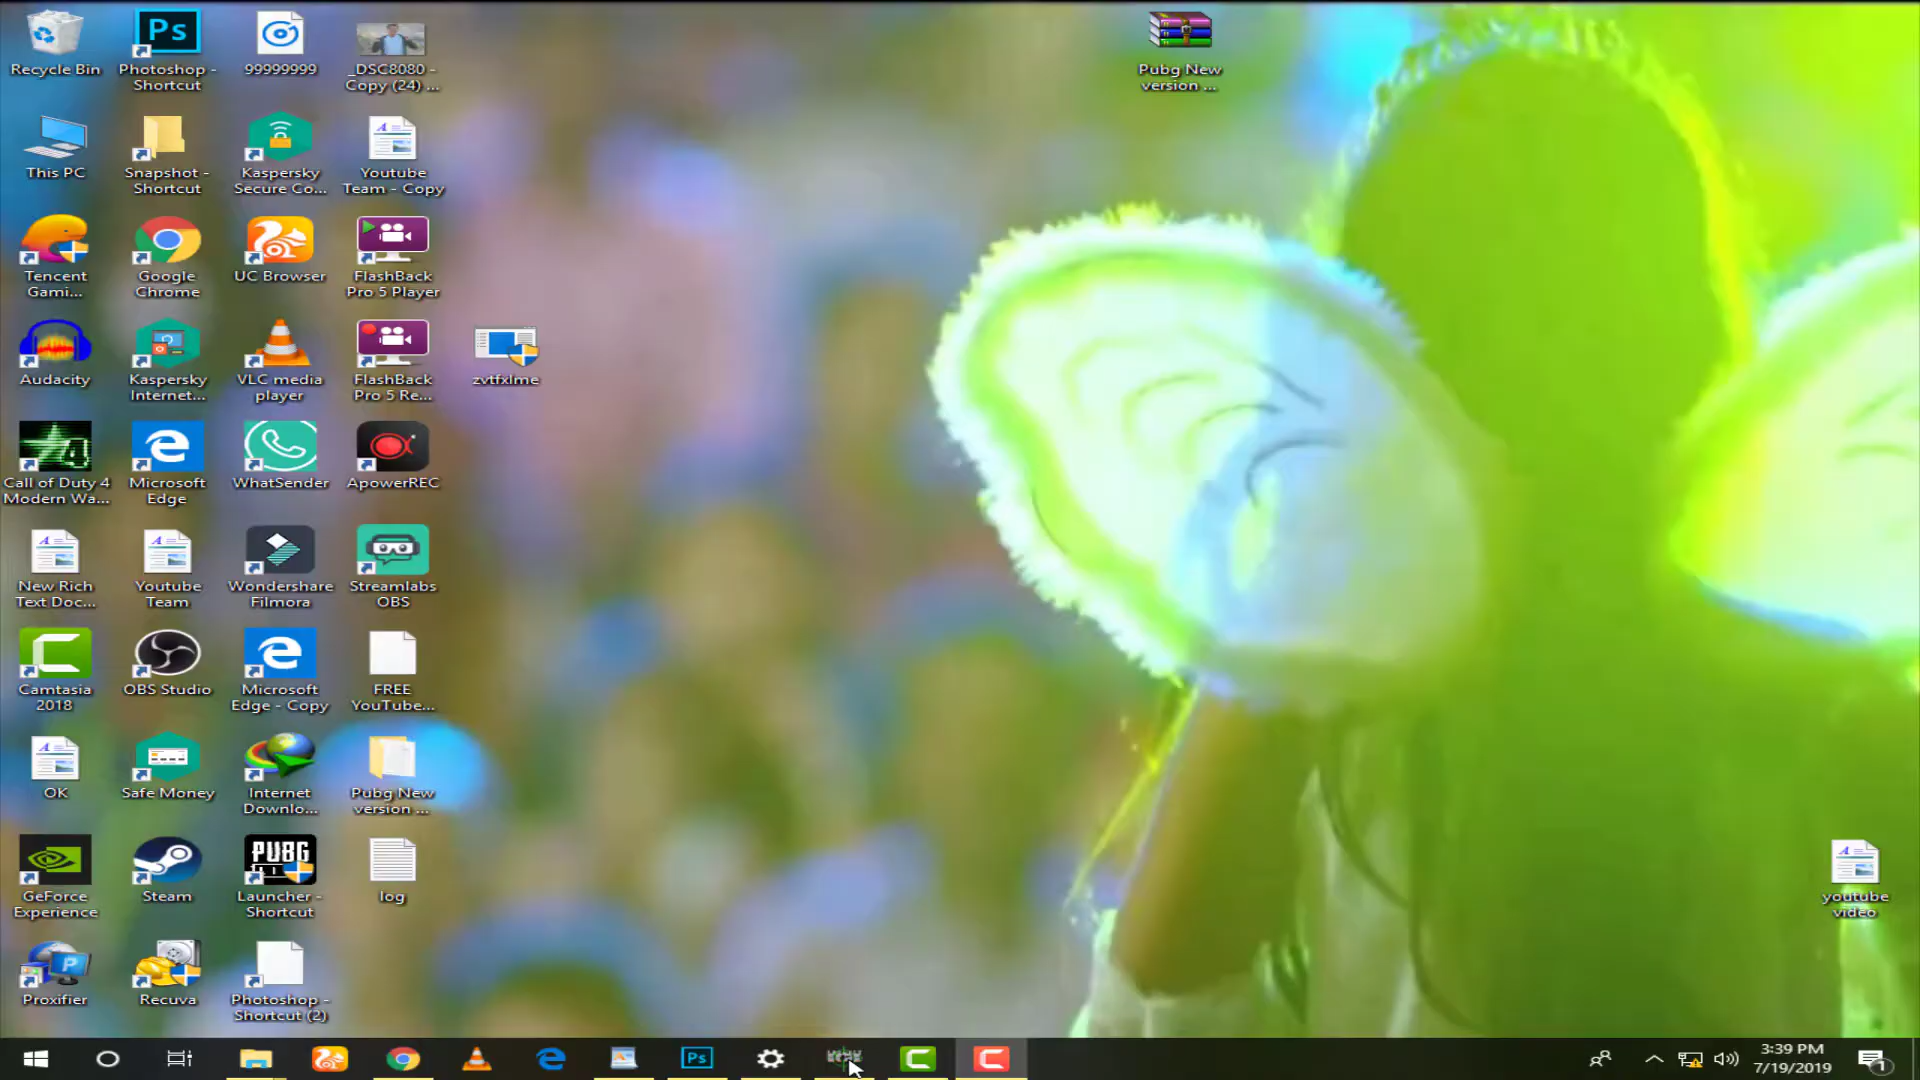 Recycle Bin
Photoshop -
Shortcut
99999999
_DSC8080 -
Copy (24) ...
Pubg New
version ...
This PC
Snapshot -
Shortcut
Kaspersky
Secure Co...
Youtube
Team - Copy
Tencent
Gami...
Google
Chrome
UC Browser
FlashBack
Pro 5 Player
Audacity
Kaspersky
Internet...
VLC media
player
FlashBack
Pro 5 Re...
zvtfxlme
Call of Duty 4
Modern Wa...
Microsoft
Edge
WhatSender
ApowerREC
New Rich
Text Doc...
Youtube
Team
Wondershare
Filmora
Streamlabs
OBS
Camtasia
2018
OBS Studio
Microsoft
Edge - Copy
FREE
YouTube...
OK
Safe Money
Internet
Downlo...
Pubg New
version ...
GeForce
Experience
Steam
PUBG
Launcher -
Shortcut
log
youtube
video
Proxifier
Recuva
Photoshop -
Shortcut (2)
Ps
Ps
3:39 PM
7/19/2019
1